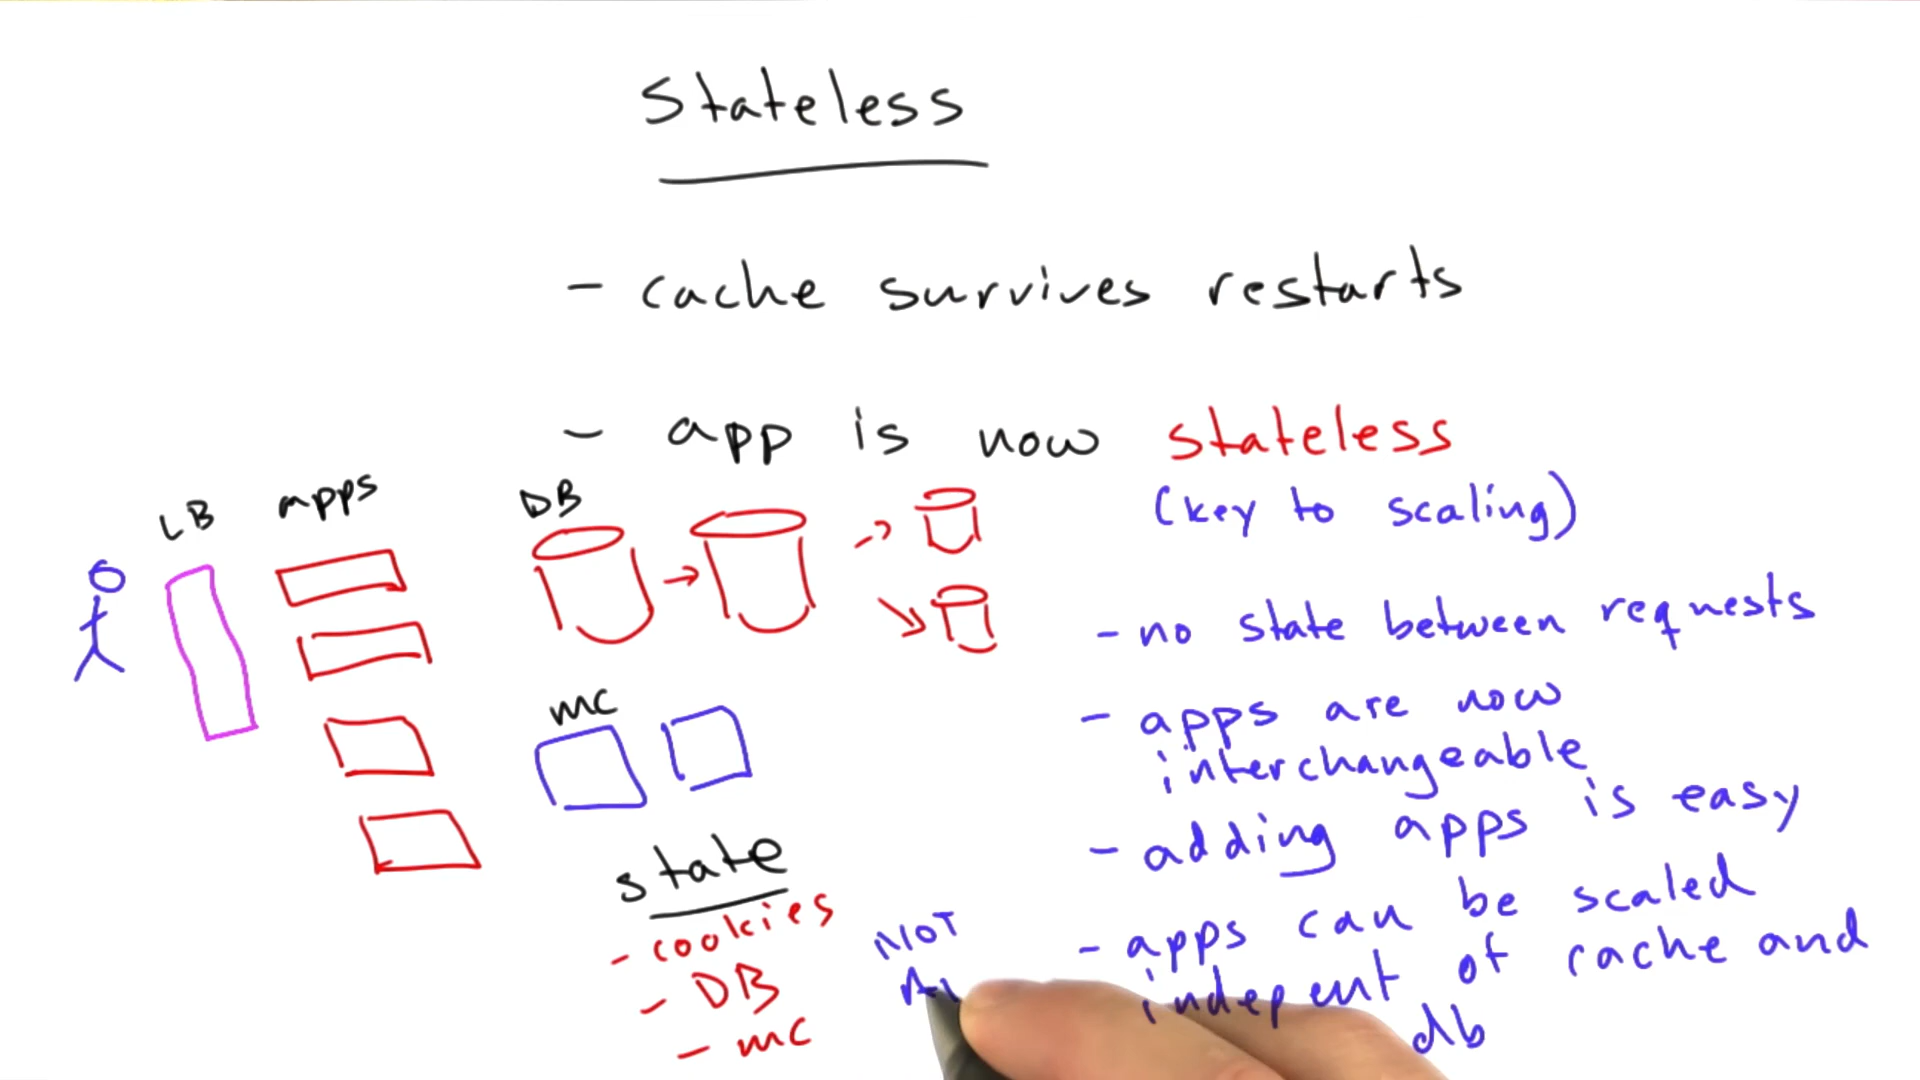 Stateless
- cache survives restarts
- app is now stateless
(key to scaling)
LB
apps
DB
mc
state
- cookies
- DB
- mc
NOT
- no state between requests
- apps are now
interchangeable
- adding apps is easy
- apps can be scaled
indepent of cache and
db